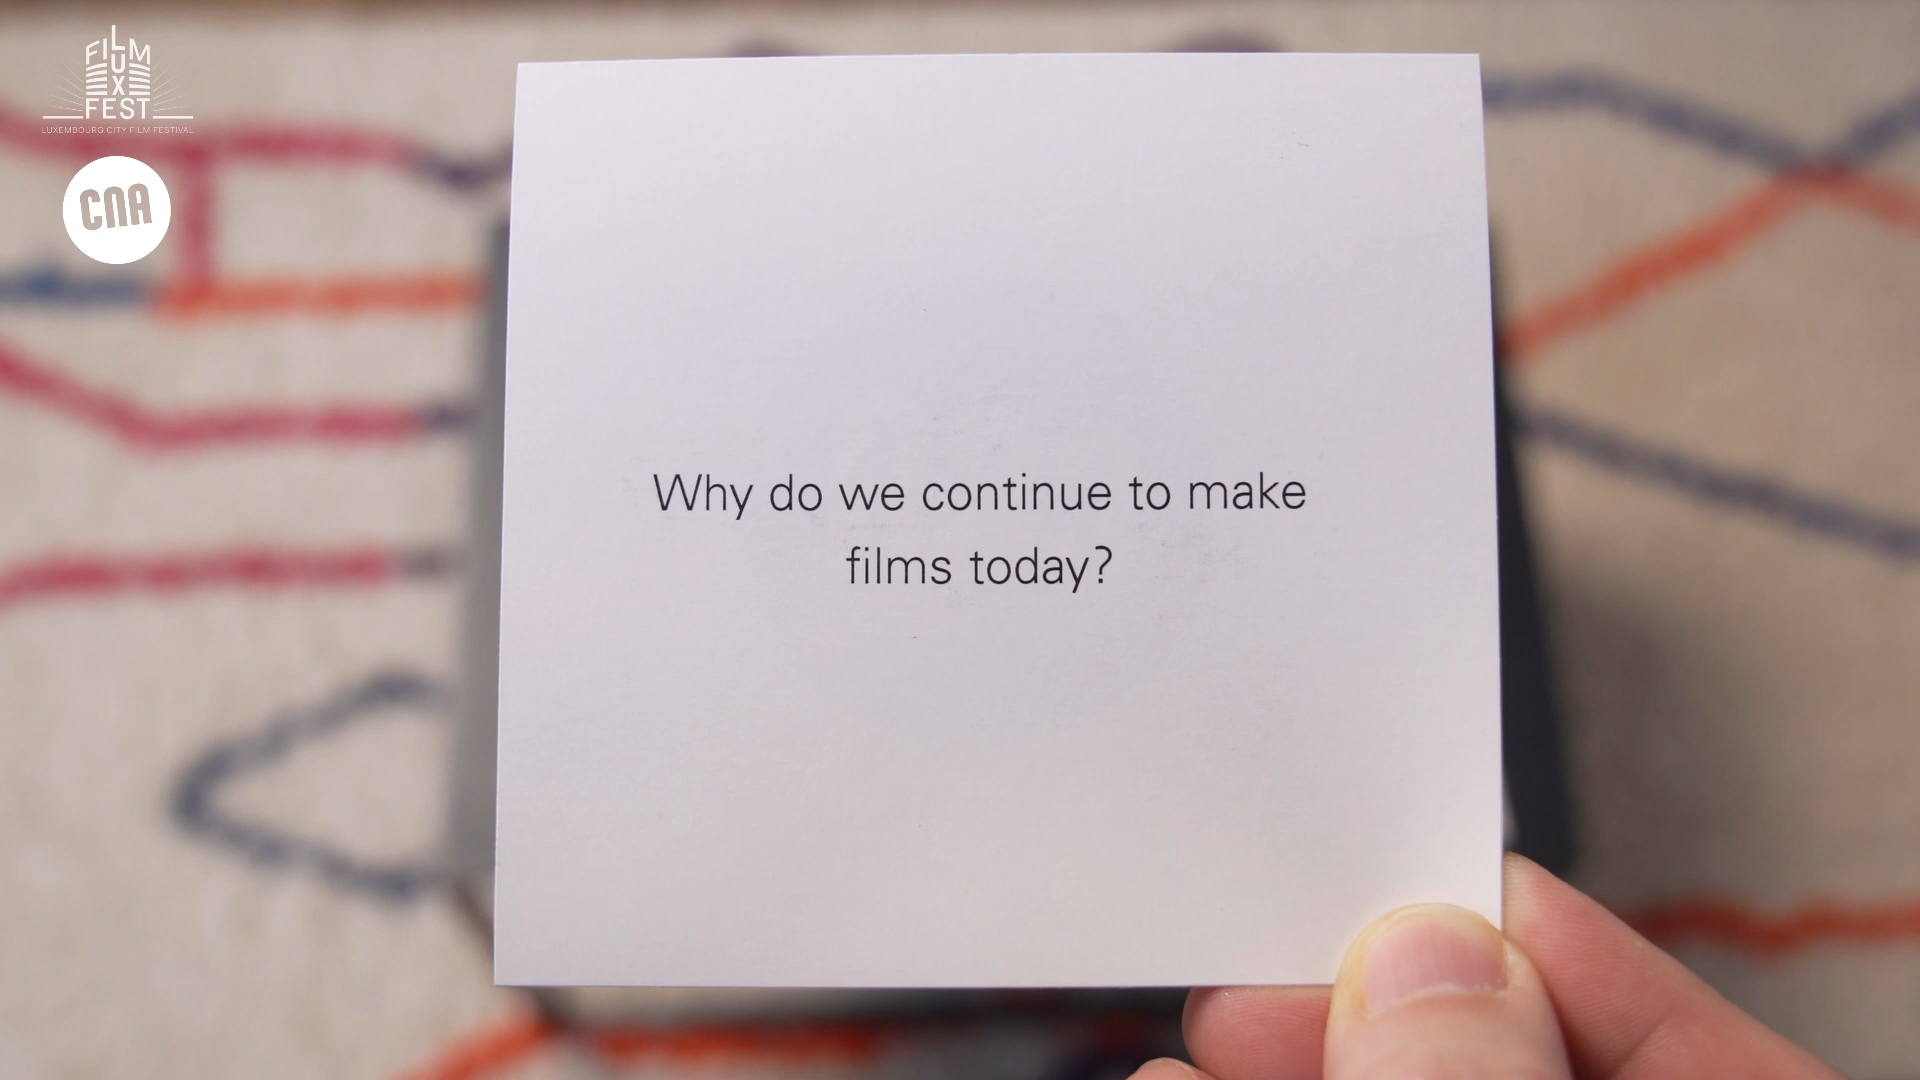 FILM
LUX
FEST
LUXEMBOURG CITY FILM FESTIVAL
CNA
Why do we continue to make
films today?